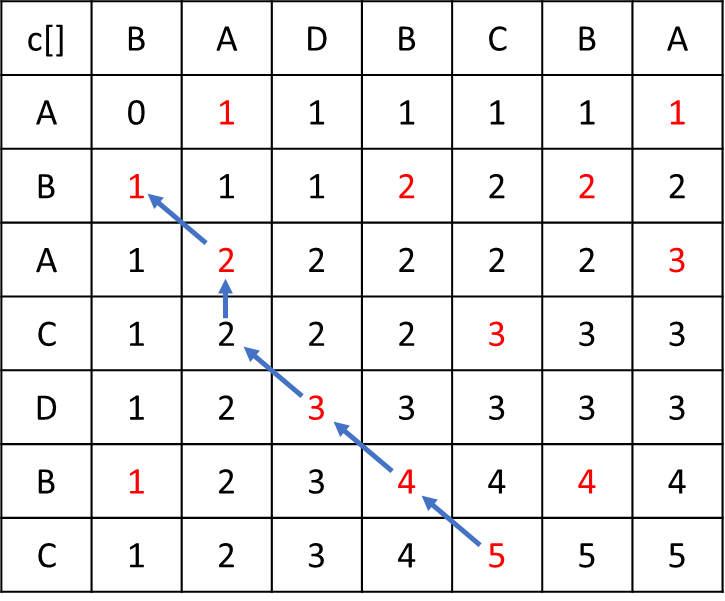 c[] B A D B C B A
A 0 1 1 1 1 1 1
B 1 1 1 2 2 2 2
A 1 2 2 2 2 2 3
C 1 2 2 2 3 3 3
D 1 2 3 3 3 3 3
B 1 2 3 4 4 4 4
C 1 2 3 4 5 5 5